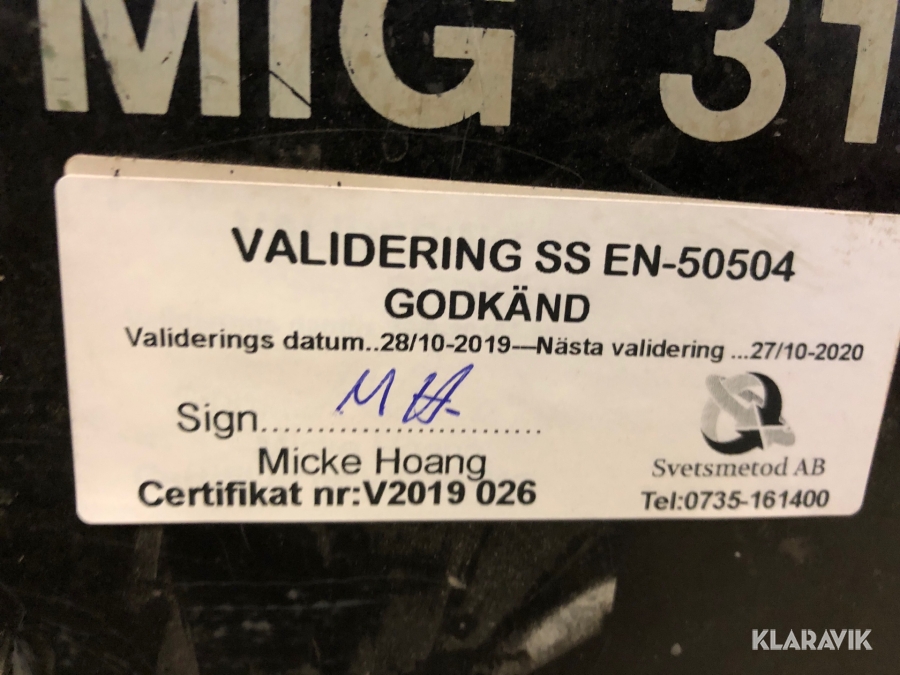 MIG 31
VALIDERING SS EN-50504
GODKÄND
Validerings datum..28/10-2019---Nästa validering ...27/10-2020
Sign............................
MH.
Micke Hoang
Certifikat nr:V2019 026
Svetsmetod AB
Tel:0735-161400
KLARAVIK